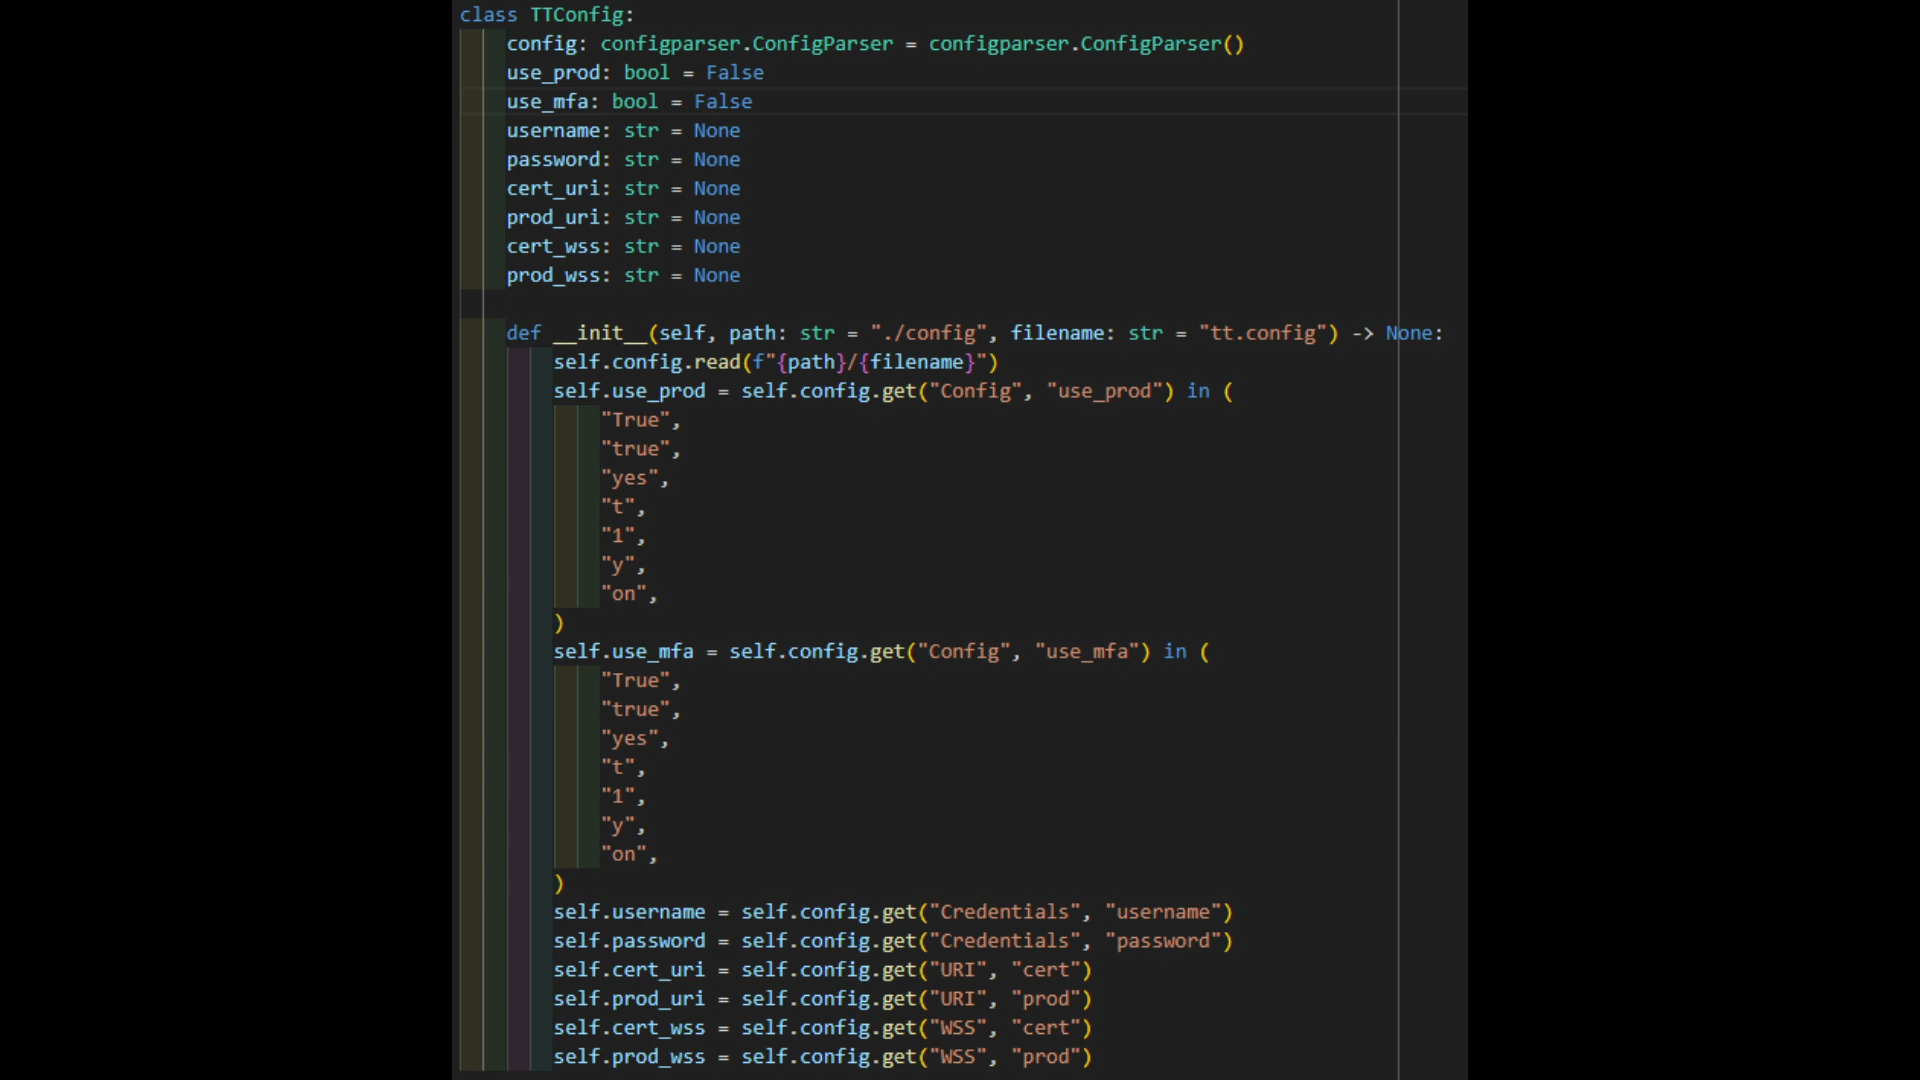 class TTConfig:
    config: configparser.ConfigParser = configparser.ConfigParser()
    use_prod: bool = False
    use_mfa: bool = False
    username: str = None
    password: str = None
    cert_uri: str = None
    prod_uri: str = None
    cert_wss: str = None
    prod_wss: str = None

    def __init__(self, path: str = "./config", filename: str = "tt.config") -> None:
        self.config.read(f"{path}/{filename}")
        self.use_prod = self.config.get("Config", "use_prod") in (
            "True",
            "true",
            "yes",
            "t",
            "1",
            "y",
            "on",
        )
        self.use_mfa = self.config.get("Config", "use_mfa") in (
            "True",
            "true",
            "yes",
            "t",
            "1",
            "y",
            "on",
        )
        self.username = self.config.get("Credentials", "username")
        self.password = self.config.get("Credentials", "password")
        self.cert_uri = self.config.get("URI", "cert")
        self.prod_uri = self.config.get("URI", "prod")
        self.cert_wss = self.config.get("WSS", "cert")
        self.prod_wss = self.config.get("WSS", "prod")